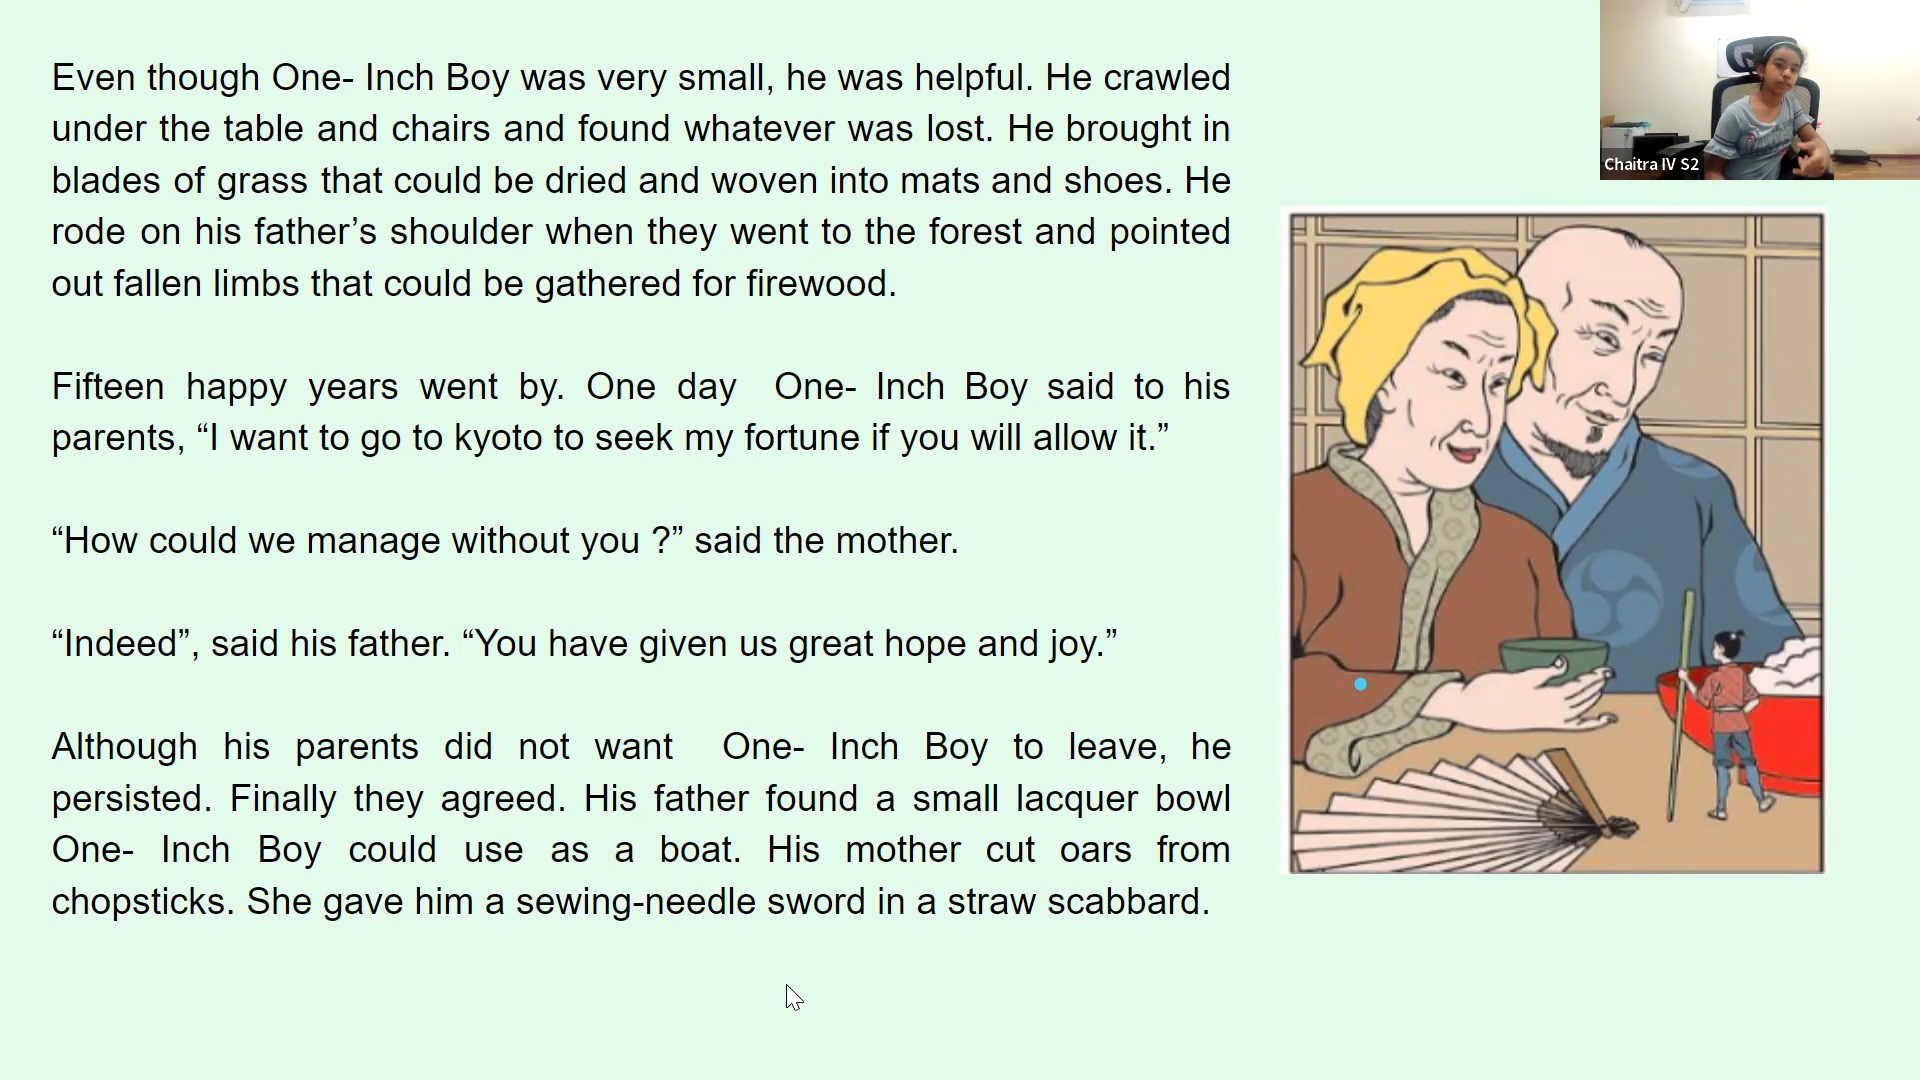 Even though One- Inch Boy was very small, he was helpful. He crawled
under the table and chairs and found whatever was lost. He brought in
blades of grass that could be dried and woven into mats and shoes. He
rode on his father’s shoulder when they went to the forest and pointed
out fallen limbs that could be gathered for firewood.
Fifteen happy years went by. One day One- Inch Boy said to his
parents, “I want to go to kyoto to seek my fortune if you will allow it.”
“How could we manage without you ?” said the mother.
“Indeed”, said his father. “You have given us great hope and joy.”
Although his parents did not want One- Inch Boy to leave, he
persisted. Finally they agreed. His father found a small lacquer bowl
One- Inch Boy could use as a boat. His mother cut oars from
chopsticks. She gave him a sewing-needle sword in a straw scabbard.
Chaitra IV S2